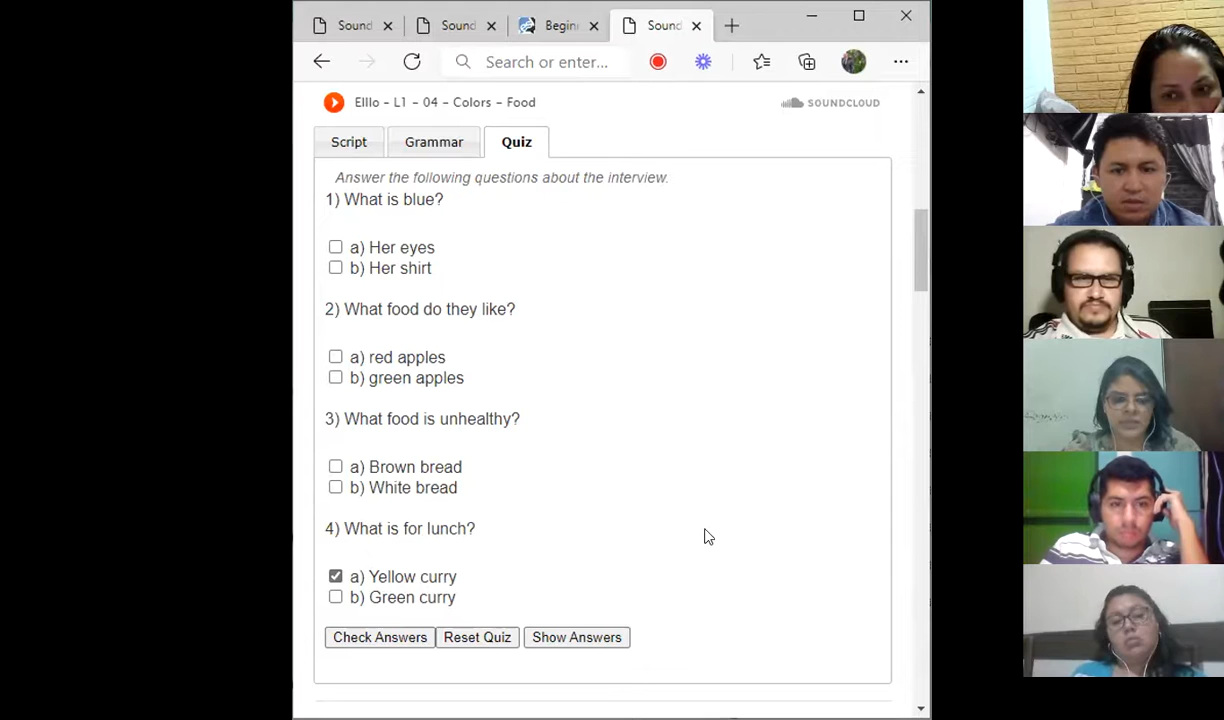 Sound
Sound
Begin
Sound
Search or enter...
Elllo - L1 - 04 - Colors - Food
SOUNDCLOUD
Script
Grammar
Quiz
Answer the following questions about the interview.
1) What is blue?
a) Her eyes
b) Her shirt
2) What food do they like?
a) red apples
b) green apples
3) What food is unhealthy?
a) Brown bread
b) White bread
4) What is for lunch?
a) Yellow curry
b) Green curry
Check Answers
Reset Quiz
Show Answers